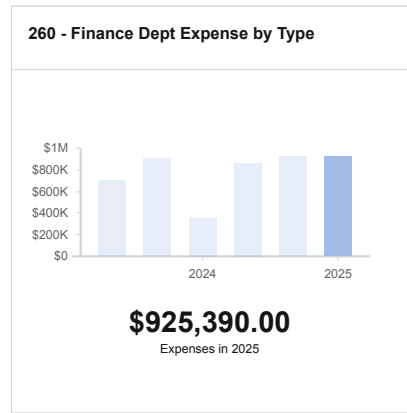 260 - Finance Dept Expense by Type
$1M
$800K
$600K
$400K
$200K
$0
2024 2025
$925,390.00
Expenses in 2025